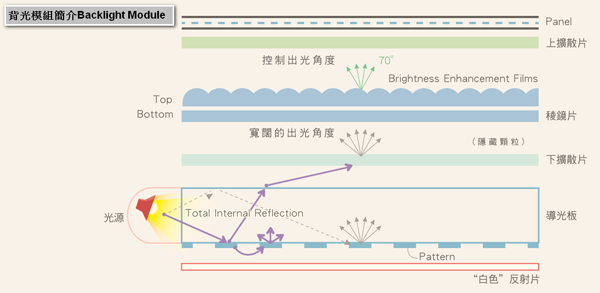 背光模組簡介Backlight Module
Panel
上擴散片
控制出光角度
70°
Brightness Enhancement Films
Top
Bottom
稜鏡片
寬闊的出光角度
（隱藏顆粒）
下擴散片
光源
Total Internal Reflection
導光板
Pattern
“白色”反射片